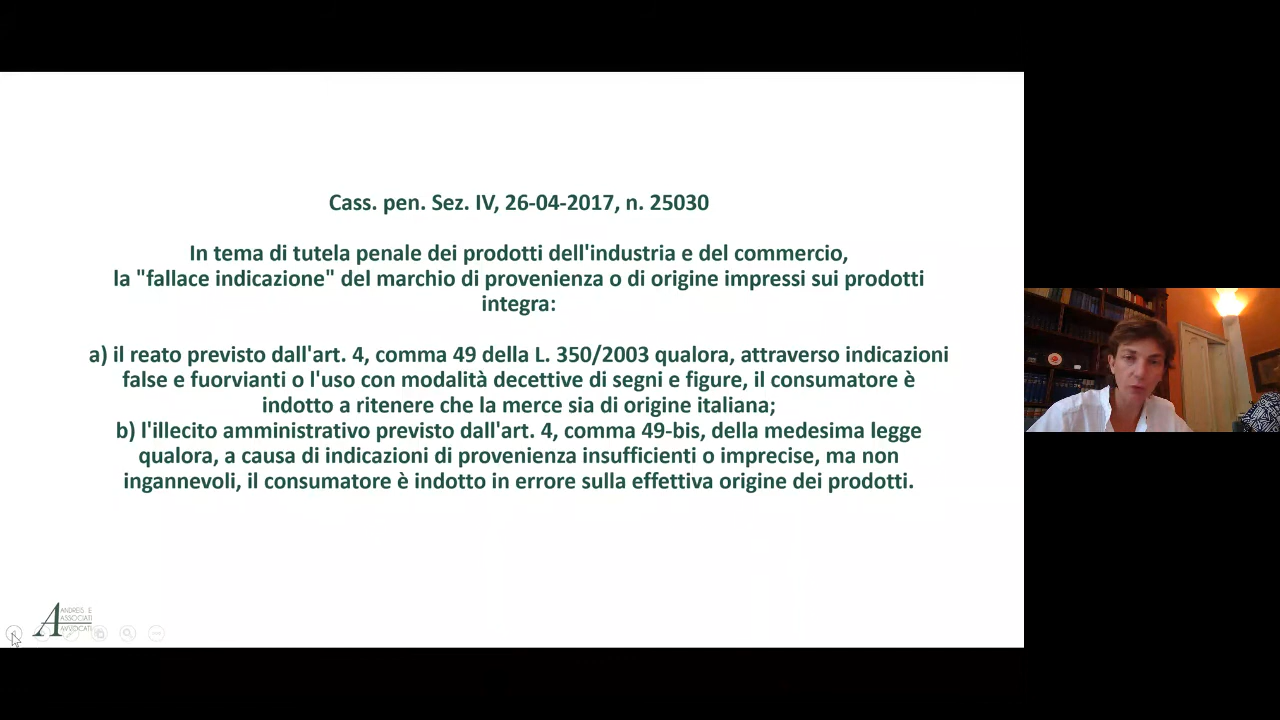 Cass. pen. Sez. IV, 26-04-2017, n. 25030
In tema di tutela penale dei prodotti dell'industria e del commercio,
la "fallace indicazione" del marchio di provenienza o di origine impressi sui prodotti
integra:
a) il reato previsto dall'art. 4, comma 49 della L. 350/2003 qualora, attraverso indicazioni
false e fuorvianti o l'uso con modalità decettive di segni e figure, il consumatore è
indotto a ritenere che la merce sia di origine italiana;
b) l'illecito amministrativo previsto dall'art. 4, comma 49-bis, della medesima legge
qualora, a causa di indicazioni di provenienza insufficienti o imprecise, ma non
ingannevoli, il consumatore è indotto in errore sulla effettiva origine dei prodotti.
A
ANDREIS E
ASSOCIATI
AVVOCATI